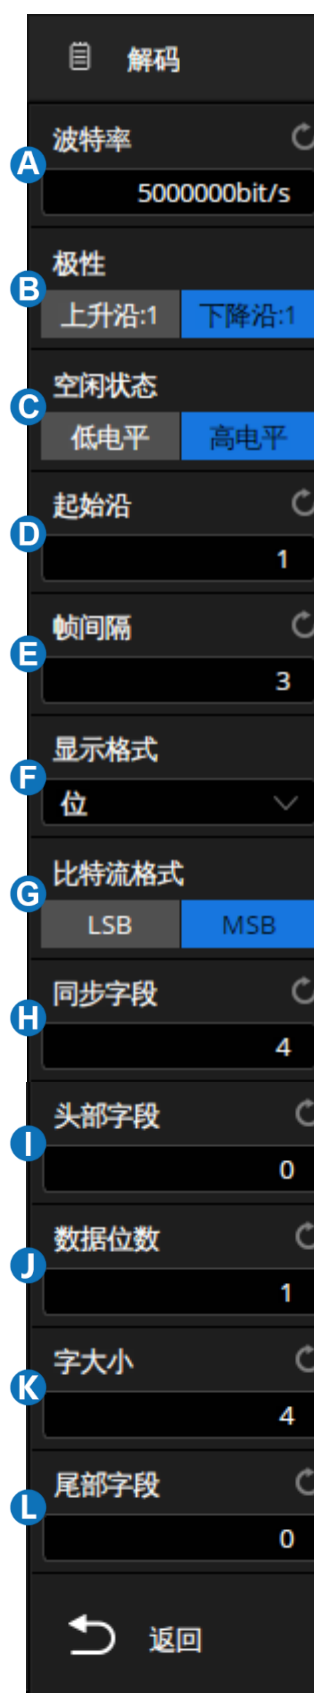 解码
波特率
A
5000000bit/s
极性
B
上升沿:1 下降沿:1
空闲状态
C
低电平 高电平
起始沿
D
1
帧间隔
E
3
显示格式
F
位
比特流格式
G
LSB MSB
同步字段
H
4
头部字段
I
0
数据位数
J
1
字大小
K
4
尾部字段
L
0
返回